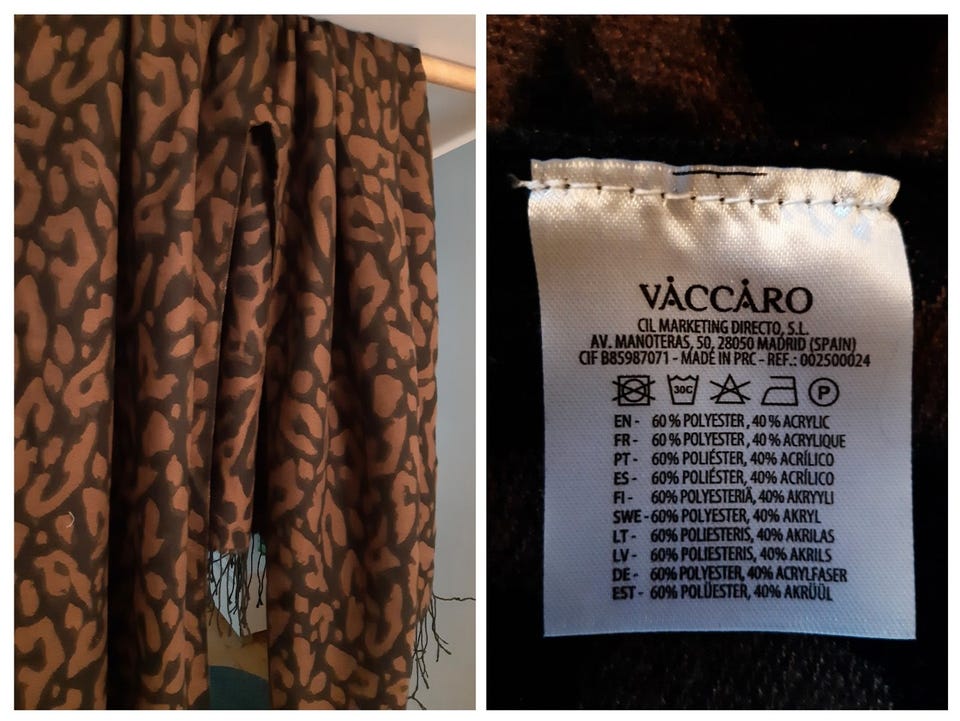 VÅCCÅRO
CIL MARKETING DIRECTO, S.L.
AV. MANOTERAS, 50, 28050 MADRID (SPAIN)
CIF B85987071 - MADE IN PRC - REF.: 002500024
30C P
EN - 60 % POLYESTER , 40 % ACRYLIC
FR - 60% POLYESTER , 40 % ACRYLIQUE
PT - 60% POLIÉSTER, 40% ACRÍLICO
ES - 60% POLIÉSTER, 40% ACRÍLICO
FI - 60% POLYESTERIÄ, 40% AKRYYLI
SWE - 60% POLYESTER, 40% AKRYL
LT - 60% POLIESTERIS, 40% AKRILAS
LV - 60% POLIESTERIS, 40% AKRILS
DE - 60% POLYESTER, 40% ACRYLFASER
EST - 60% POLÜESTER, 40% AKRÜÜL